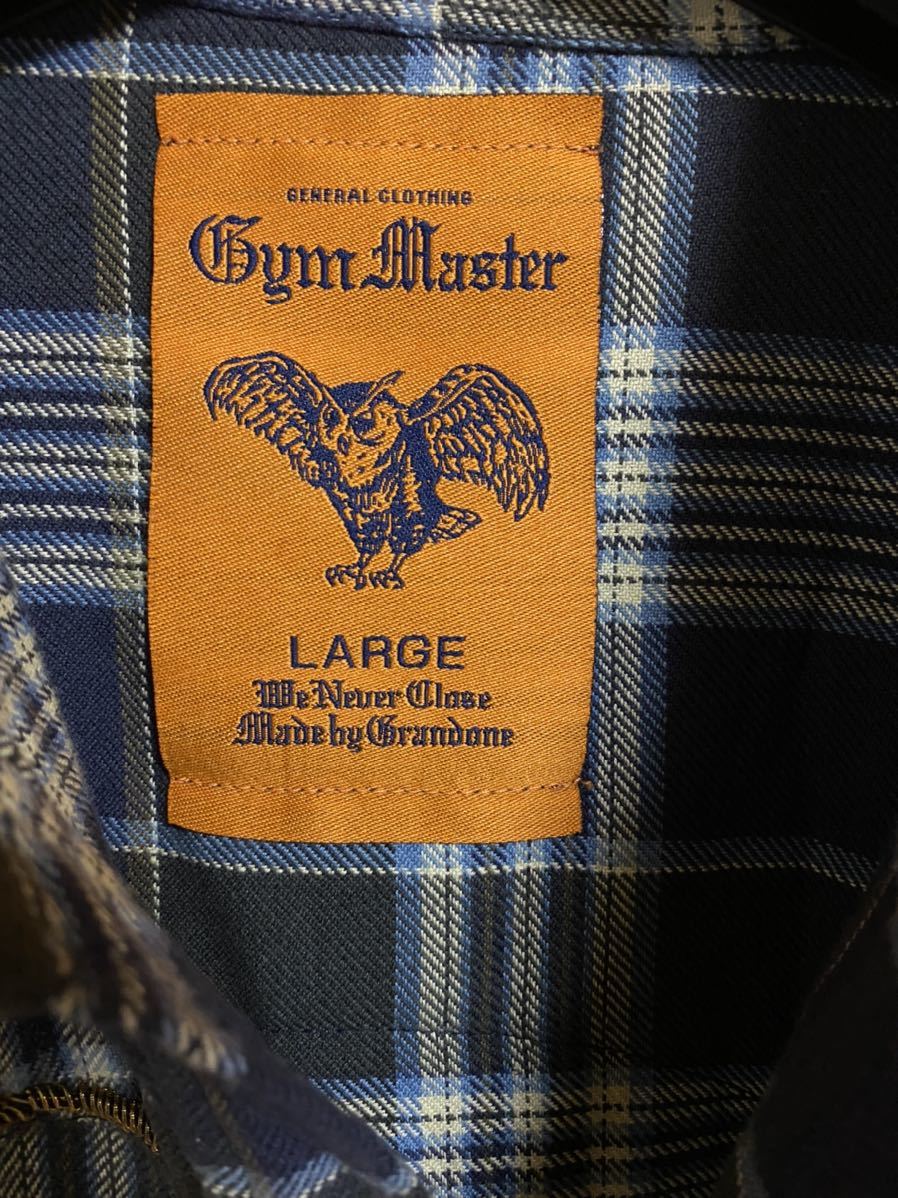 GENERAL CLOTHING
Gym Master
LARGE
We Never Close
Made by Grandone